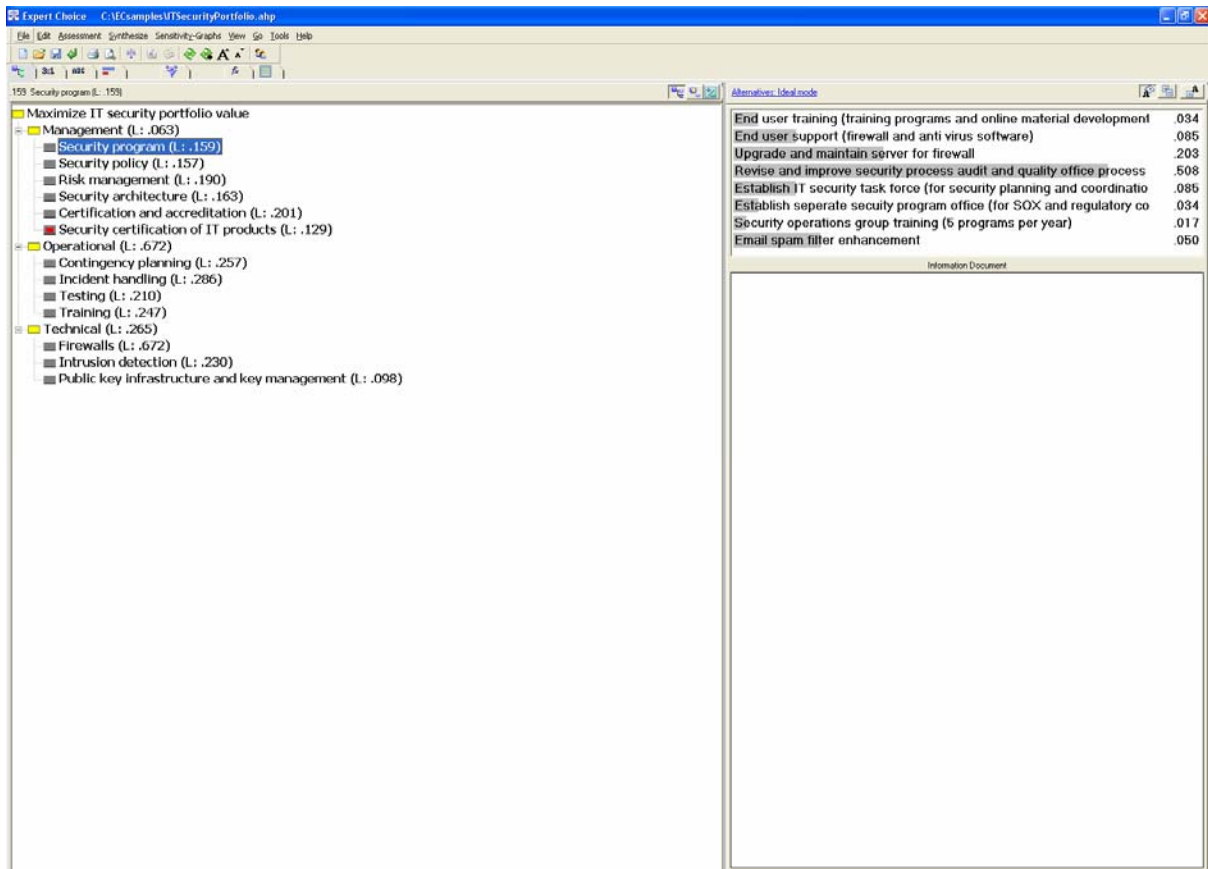 Expert Choice C:\ECsamples\ITSecurityPortfolio.ahp
File Edit Assessment Synthesize Sensitivity-Graphs View Go Tools Help
3:1 ABC
159 Security program (L: .159)
Maximize IT security portfolio value
Management (L: .063)
Security program (L: .159)
Security policy (L: .157)
Risk management (L: .190)
Security architecture (L: .163)
Certification and accreditation (L: .201)
Security certification of IT products (L: .129)
Operational (L: .672)
Contingency planning (L: .257)
Incident handling (L: .286)
Testing (L: .210)
Training (L: .247)
Technical (L: .265)
Firewalls (L: .672)
Intrusion detection (L: .230)
Public key infrastructure and key management (L: .098)
Alternatives: Ideal mode
End user training (training programs and online material development .034
End user support (firewall and anti virus software) .085
Upgrade and maintain server for firewall .203
Revise and improve security process audit and quality office process .508
Establish IT security task force (for security planning and coordinatio .085
Establish seperate secuity program office (for SOX and regulatory co .034
Security operations group training (6 programs per year) .017
Email spam filter enhancement .050
Information Document